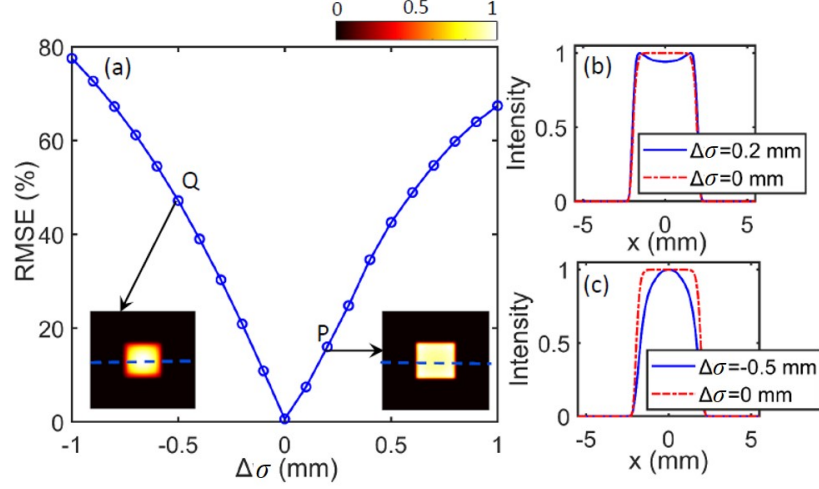 0 0.5 1
80
60
40
20
0
RMSE (%)
(a)
Q
P
-1 -0.5 0 0.5 1
Δσ (mm)
(b)
1
0.5
0
Intensity
Δσ=0.2 mm
Δσ=0 mm
-5 0 5
x (mm)
(c)
1
0.5
0
Intensity
Δσ=-0.5 mm
Δσ=0 mm
-5 0 5
x (mm)